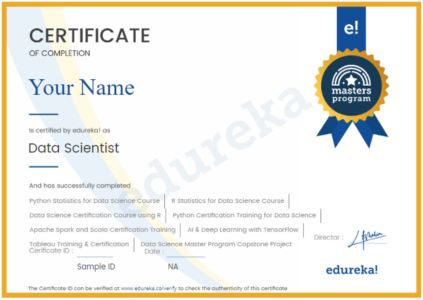 CERTIFICATE
OF COMPLETION
e!
masters
program
Your Name
Is certified by edureka! as
Data Scientist
edureka
And has successfully completed
Python Statistics for Data Science Course | R Statistics for Data Science Course
Data Science Certification Course using R | Python Certification Training for Data Science
Apache Spark and Scala Certification Training | AI & Deep Learning with TensorFlow
Tableau Training & Certification | Data Science Master Program Capstone Project
Certificate ID : Date :
Sample ID NA
Director :
edureka!
The Certificate ID can be verified at www.edureka.co/verify to check the authenticity of this certificate